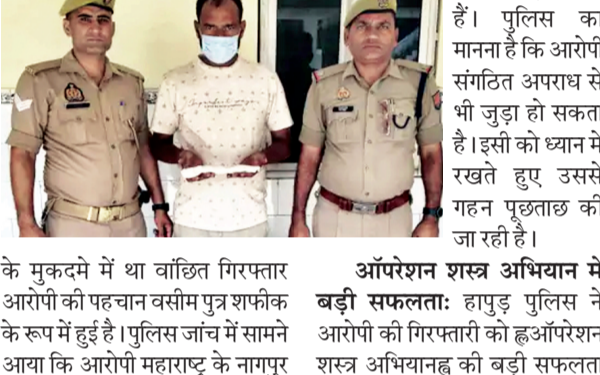 हैं। पुलिस का
मानना है कि आरोपी
संगठित अपराध से
भी जुड़ा हो सकता
है। इसी को ध्यान में
रखते हुए उससे
गहन पूछताछ की
जा रही है।
के मुकदमे में था वांछित गिरफ्तार
आरोपी की पहचान वसीम पुत्र शफीक
के रूप में हुई है। पुलिस जांच में सामने
आया कि आरोपी महाराष्ट्र के नागपुर
ऑपरेशन शस्त्र अभियान में
बड़ी सफलताः हापुड़ पुलिस ने
आरोपी की गिरफ्तारी को ह्लऑपरेशन
शस्त्र अभियानह्व की बड़ी सफलता